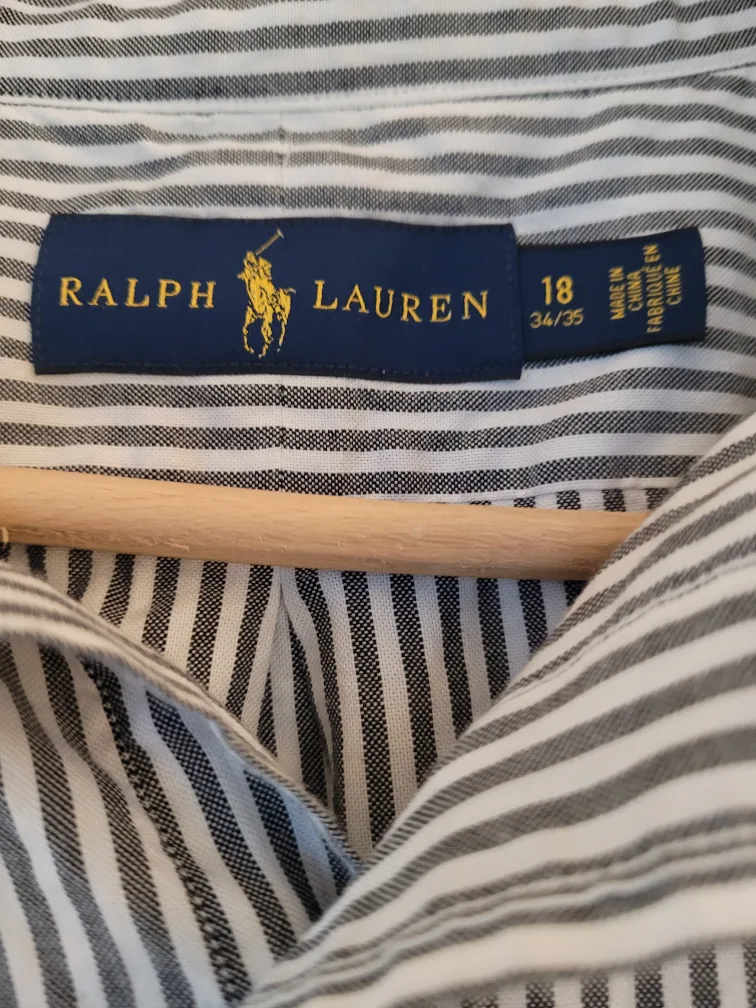 RALPH LAUREN
18
34/35
MADE IN
CHINA
FABRIQUÉ EN
CHINE